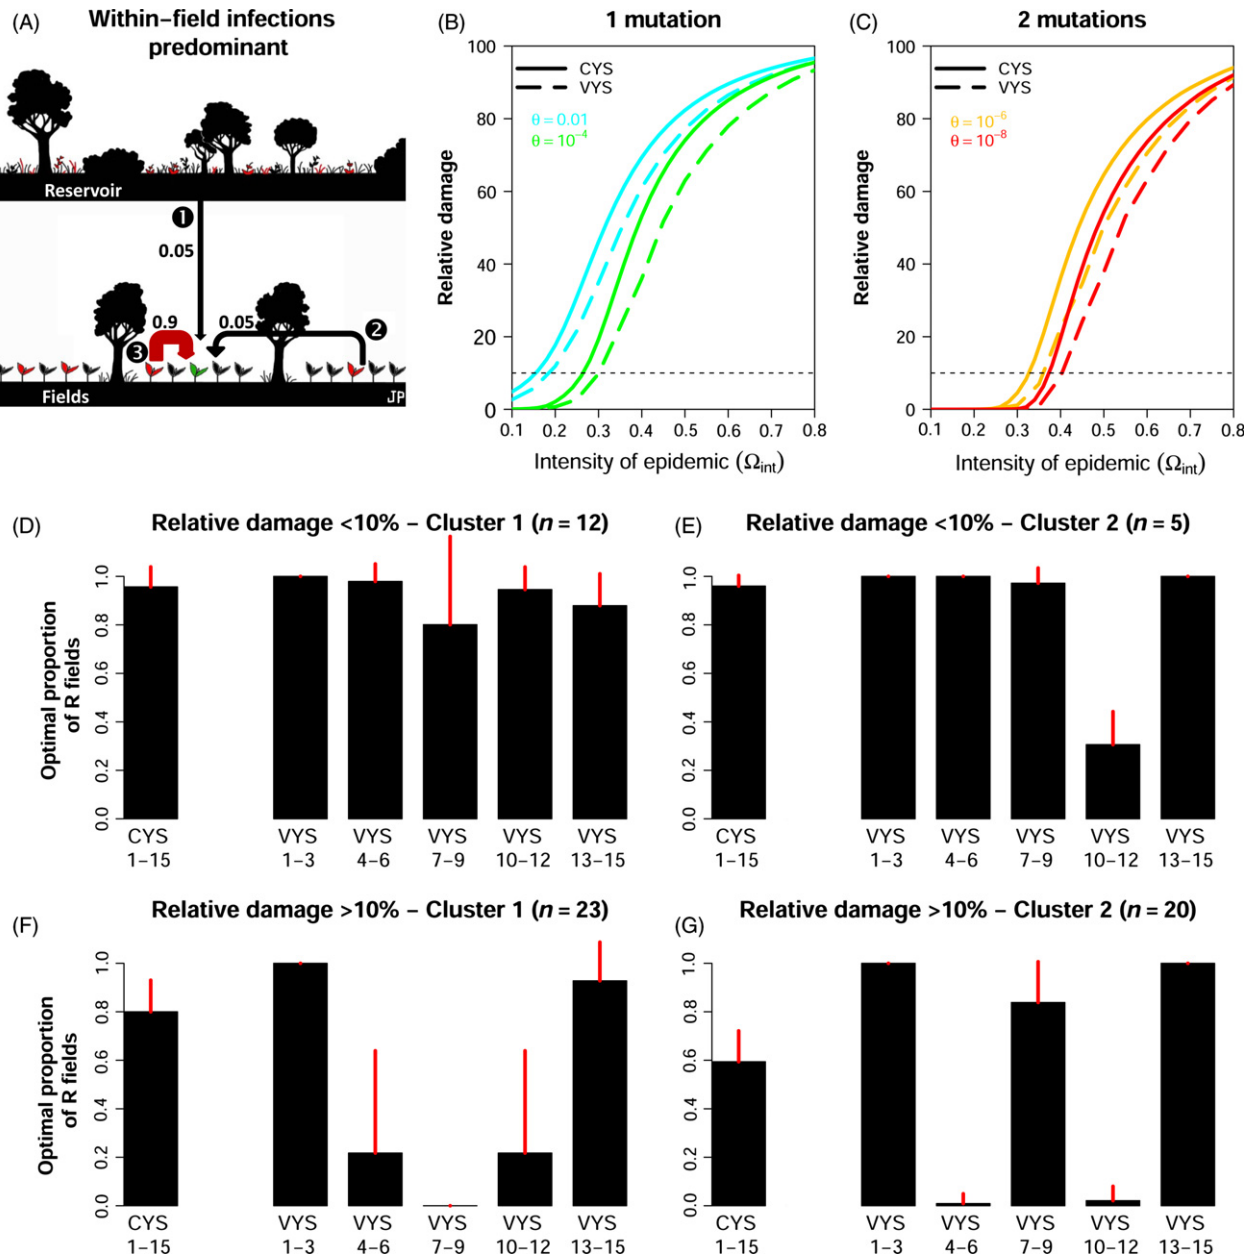 (A)
Within–field infections
predominant
Reservoir
1
0.05
0.9
0.05
2
3
Fields
JP
(B)
1 mutation
Relative damage
100
80
60
40
20
0
CYS
VYS
θ = 0.01
θ = 10⁻⁴
0.1 0.2 0.3 0.4 0.5 0.6 0.7 0.8
Intensity of epidemic (Ωint)
(C)
2 mutations
Relative damage
100
80
60
40
20
0
CYS
VYS
θ = 10⁻⁶
θ = 10⁻⁸
0.1 0.2 0.3 0.4 0.5 0.6 0.7 0.8
Intensity of epidemic (Ωint)
(D)
Relative damage <10% – Cluster 1 (n = 12)
Optimal proportion
of R fields
1.0
0.8
0.6
0.4
0.2
0.0
CYS VYS VYS VYS VYS VYS
1–15 1–3 4–6 7–9 10–12 13–15
(E)
Relative damage <10% – Cluster 2 (n = 5)
1.0
0.8
0.6
0.4
0.2
0.0
CYS VYS VYS VYS VYS VYS
1–15 1–3 4–6 7–9 10–12 13–15
(F)
Relative damage >10% – Cluster 1 (n = 23)
Optimal proportion
of R fields
1.0
0.8
0.6
0.4
0.2
0.0
CYS VYS VYS VYS VYS VYS
1–15 1–3 4–6 7–9 10–12 13–15
(G)
Relative damage >10% – Cluster 2 (n = 20)
1.0
0.8
0.6
0.4
0.2
0.0
CYS VYS VYS VYS VYS VYS
1–15 1–3 4–6 7–9 10–12 13–15